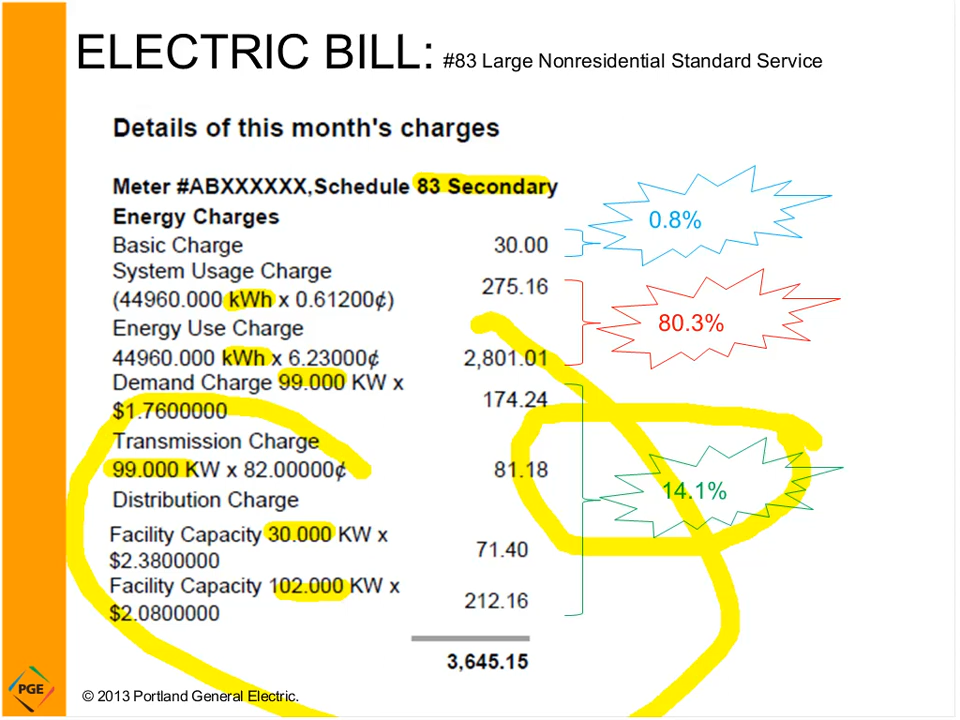 ELECTRIC BILL: #83 Large Nonresidential Standard Service
Details of this month's charges
Meter #ABXXXXXX,Schedule 83 Secondary
Energy Charges
Basic Charge 30.00
0.8%
System Usage Charge
(44960.000 kWh x 0.61200¢) 275.16
Energy Use Charge
80.3%
44960.000 kWh x 6.23000¢ 2,801.01
Demand Charge 99.000 KW x
$1.7600000 174.24
Transmission Charge
99.000 KW x 82.00000¢ 81.18
14.1%
Distribution Charge
Facility Capacity 30.000 KW x
$2.3800000 71.40
Facility Capacity 102.000 KW x
$2.0800000 212.16
3,645.15
PGE
© 2013 Portland General Electric.